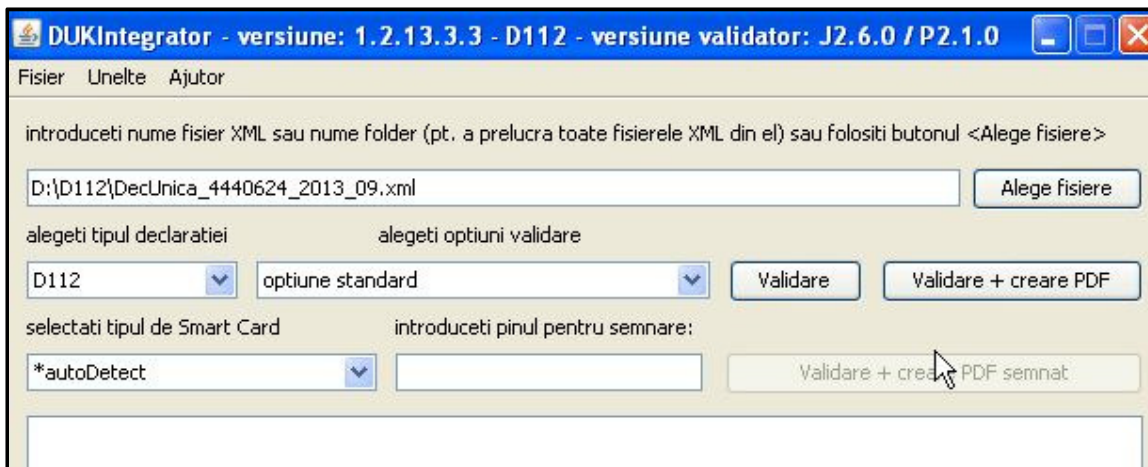 DUKIntegrator - versiune: 1.2.13.3.3 - D112 - versiune validator: J2.6.0 / P2.1.0
Fisier Unelte Ajutor
introduceti nume fisier XML sau nume folder (pt. a prelucra toate fisierele XML din el) sau folositi butonul <Alege fisiere>
D:\D112\DecUnica_4440624_2013_09.xml Alege fisiere
alegeti tipul declaratiei alegeti optiuni validare
D112 optiune standard Validare Validare + creare PDF
selectati tipul de Smart Card introduceti pinul pentru semnare:
*autoDetect Validare + creare PDF semnat